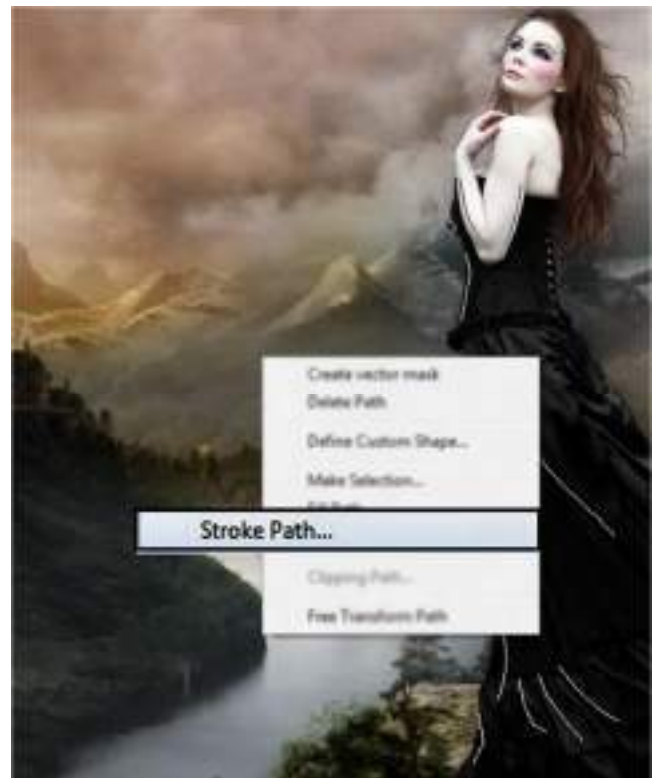 Create vector mask
Delete Path
Define Custom Shape...
Make Selection...
Stroke Path...
Clipping Path...
Free Transform Path